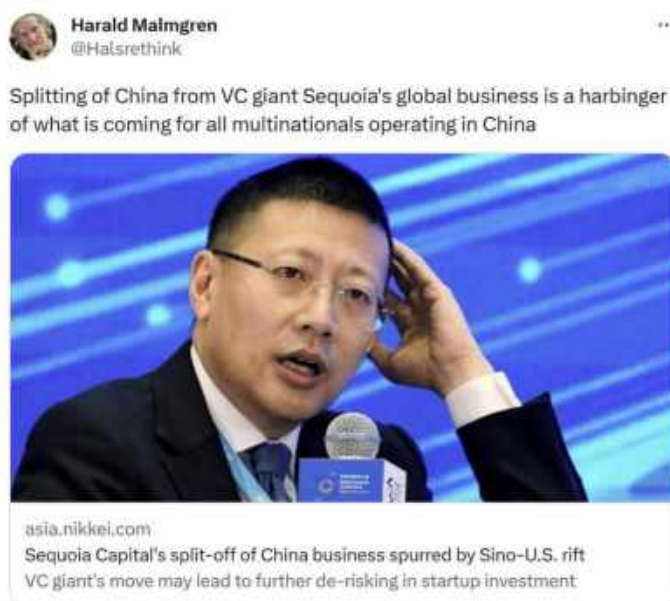 Harald Malmgren
@Halsrethink
Splitting of China from VC giant Sequoia's global business is a harbinger
of what is coming for all multinationals operating in China
asia.nikkei.com
Sequoia Capital's split-off of China business spurred by Sino-U.S. rift
VC giant's move may lead to further de-risking in startup investment